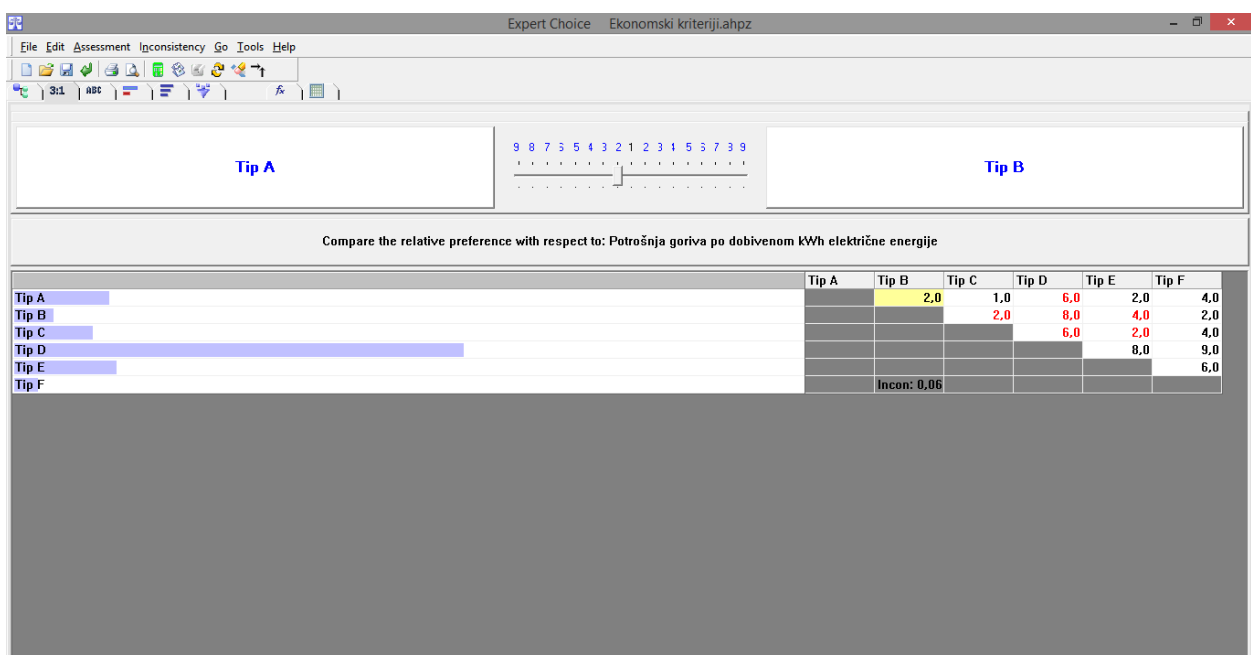 Expert Choice Ekonomski kriteriji.ahpz
File Edit Assessment Inconsistency Go Tools Help
3:1 ABC fx
Tip A
9 8 7 6 5 4 3 2 1 2 3 4 5 6 7 8 9
Tip B
Compare the relative preference with respect to: Potrošnja goriva po dobivenom kWh električne energije
Tip A Tip B Tip C Tip D Tip E Tip F
Tip A 2,0 1,0 6,0 2,0 4,0
Tip B 2,0 8,0 4,0 2,0
Tip C 6,0 2,0 4,0
Tip D 8,0 9,0
Tip E 6,0
Tip F Incon: 0,06